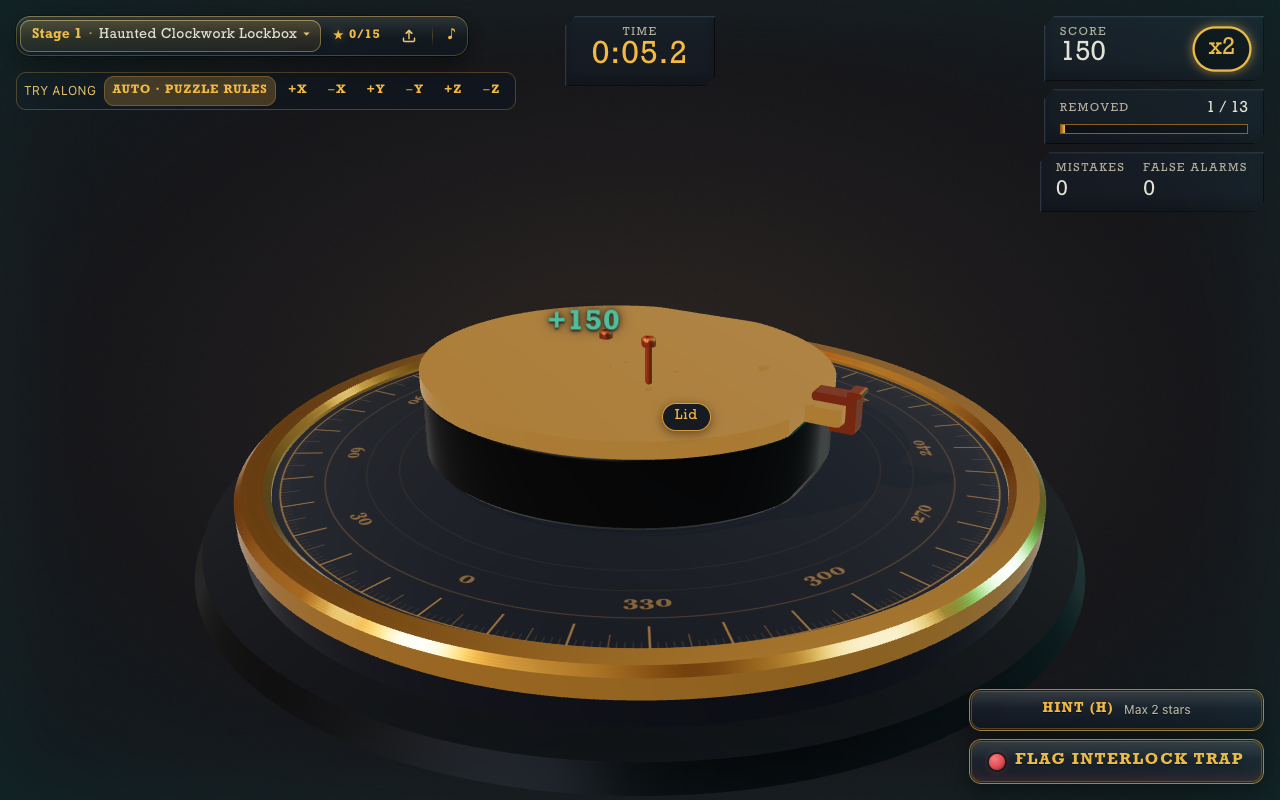 Stage 1 · Haunted Clockwork Lockbox
★ 0/15
TRY ALONG
AUTO · PUZZLE RULES
+X
−X
+Y
−Y
+Z
−Z
TIME
0:05.2
SCORE
150
x2
REMOVED
1 / 13
MISTAKES
0
FALSE ALARMS
0
+150
Lid
60
30
0
330
300
270
240
HINT (H) Max 2 stars
FLAG INTERLOCK TRAP